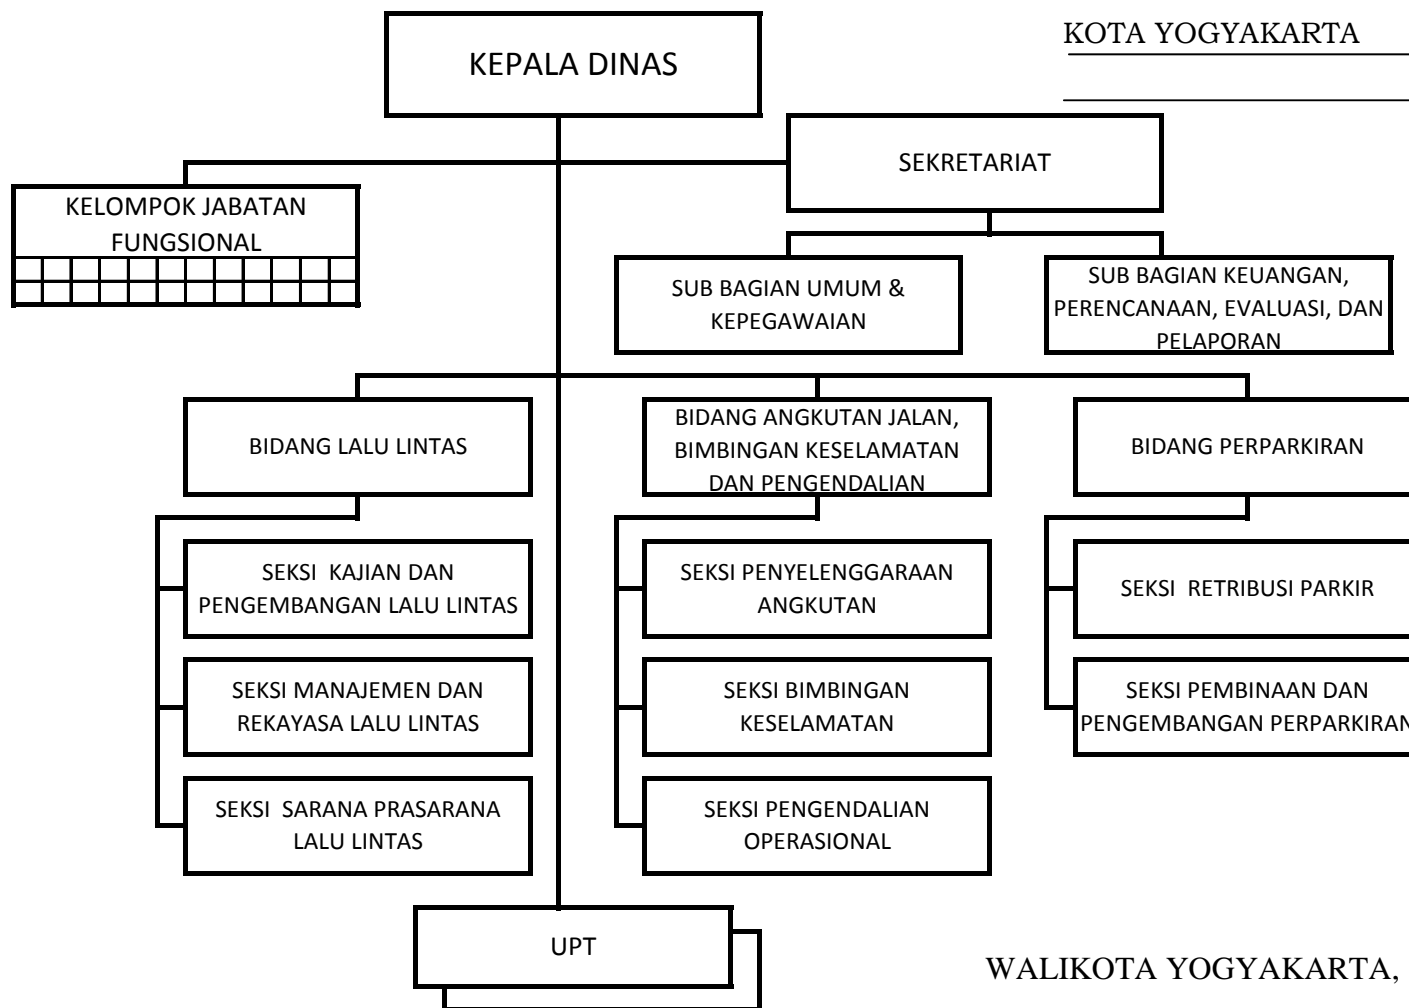 KOTA YOGYAKARTA
KEPALA DINAS
SEKRETARIAT
KELOMPOK JABATAN
FUNGSIONAL
SUB BAGIAN UMUM &
KEPEGAWAIAN
SUB BAGIAN KEUANGAN,
PERENCANAAN, EVALUASI, DAN
PELAPORAN
BIDANG LALU LINTAS
BIDANG ANGKUTAN JALAN,
BIMBINGAN KESELAMATAN
DAN PENGENDALIAN
BIDANG PERPARKIRAN
SEKSI  KAJIAN DAN
PENGEMBANGAN LALU LINTAS
SEKSI PENYELENGGARAAN
ANGKUTAN
SEKSI  RETRIBUSI PARKIR
SEKSI MANAJEMEN DAN
REKAYASA LALU LINTAS
SEKSI BIMBINGAN
KESELAMATAN
SEKSI PEMBINAAN DAN
PENGEMBANGAN PERPARKIRAN
SEKSI  SARANA PRASARANA
LALU LINTAS
SEKSI PENGENDALIAN
OPERASIONAL
UPT
WALIKOTA YOGYAKARTA,